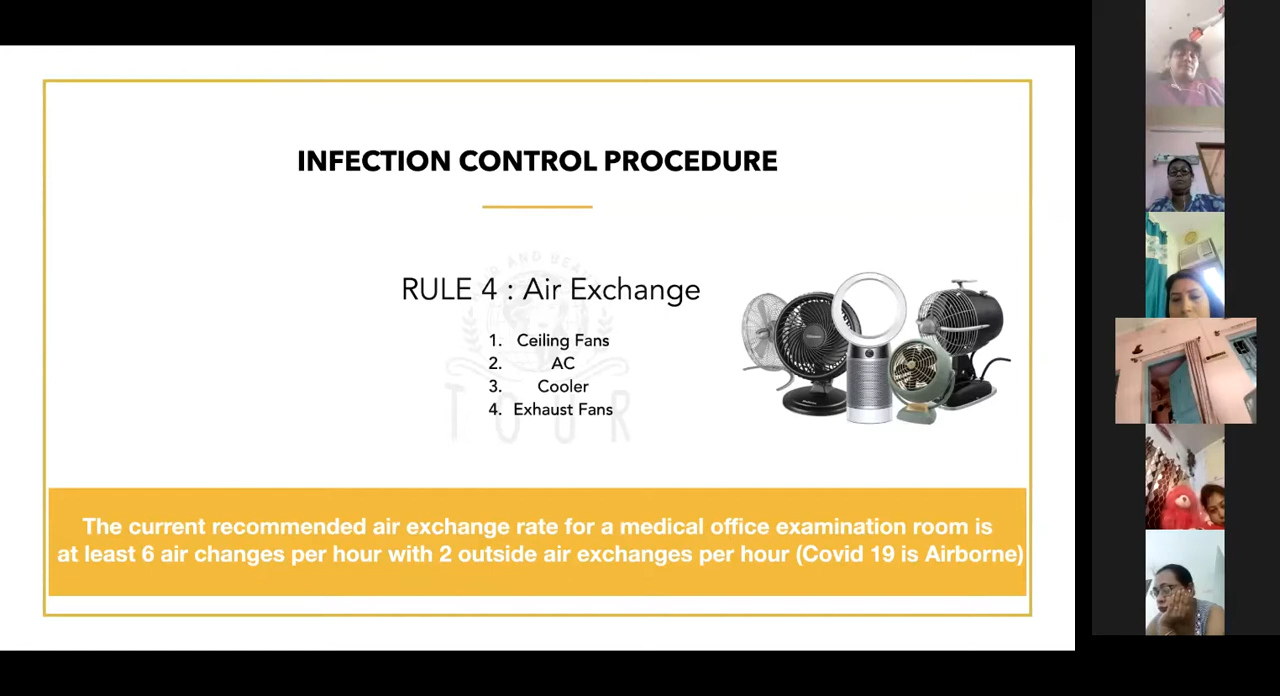 INFECTION CONTROL PROCEDURE
RULE 4 : Air Exchange
1. Ceiling Fans
2. AC
3. Cooler
4. Exhaust Fans
TOUR
The current recommended air exchange rate for a medical office examination room is
at least 6 air changes per hour with 2 outside air exchanges per hour (Covid 19 is Airborne)